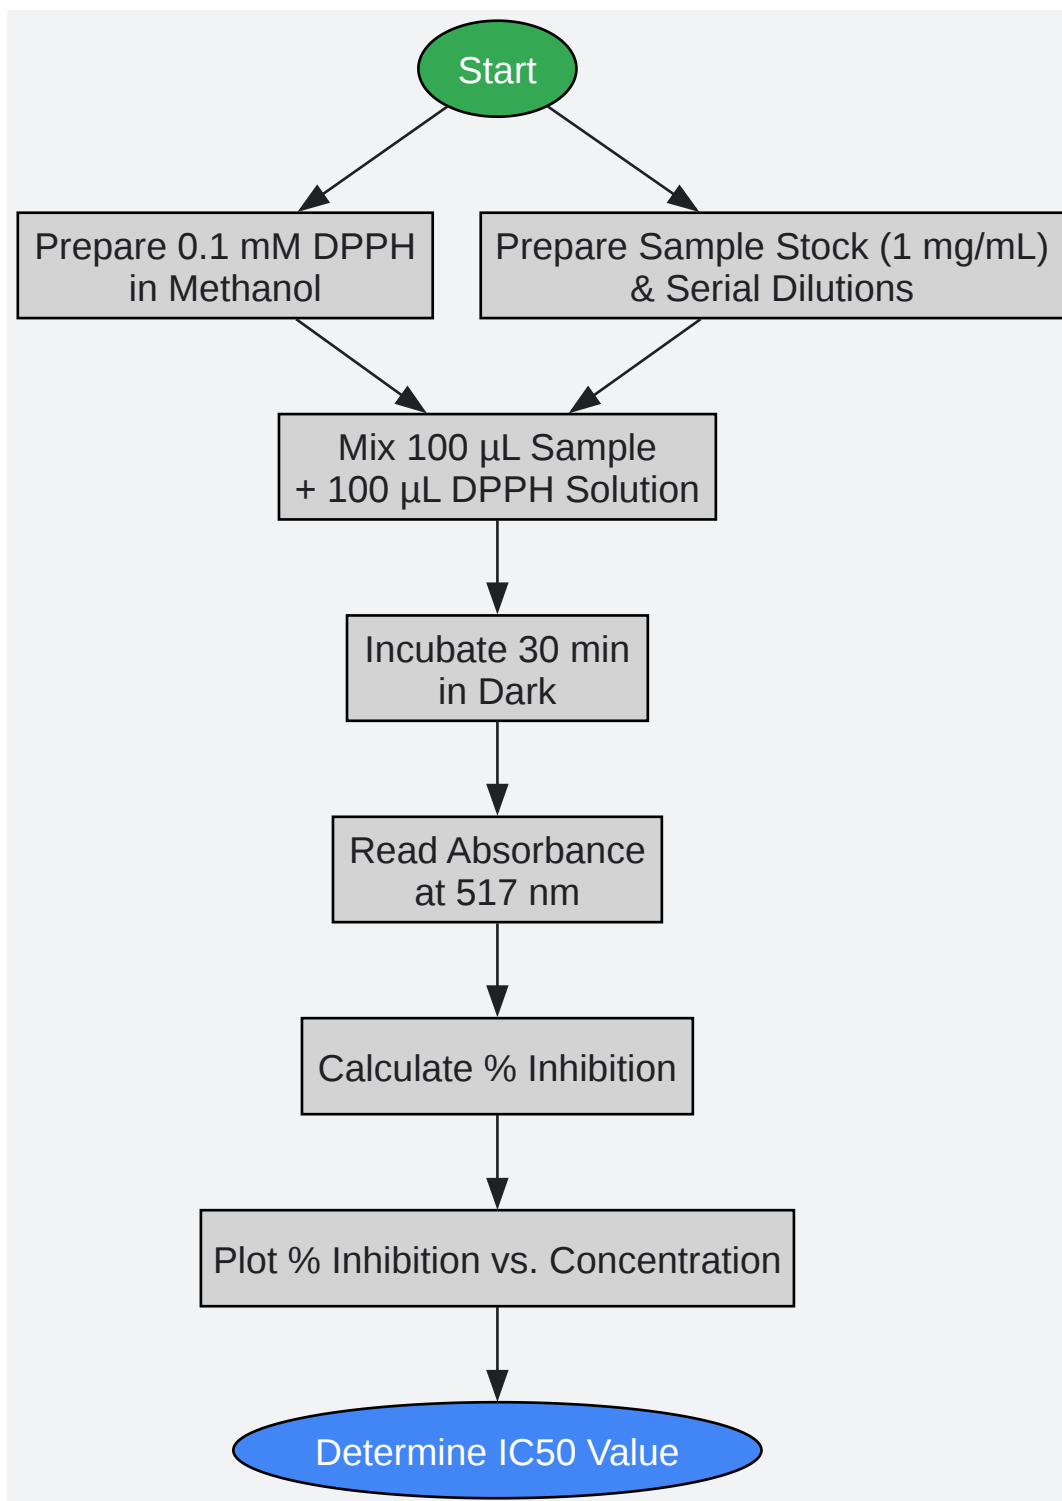 Start
Prepare 0.1 mM DPPH
in Methanol
Prepare Sample Stock (1 mg/mL)
& Serial Dilutions
Mix 100 µL Sample
+ 100 µL DPPH Solution
Incubate 30 min
in Dark
Read Absorbance
at 517 nm
Calculate % Inhibition
Plot % Inhibition vs. Concentration
Determine IC50 Value